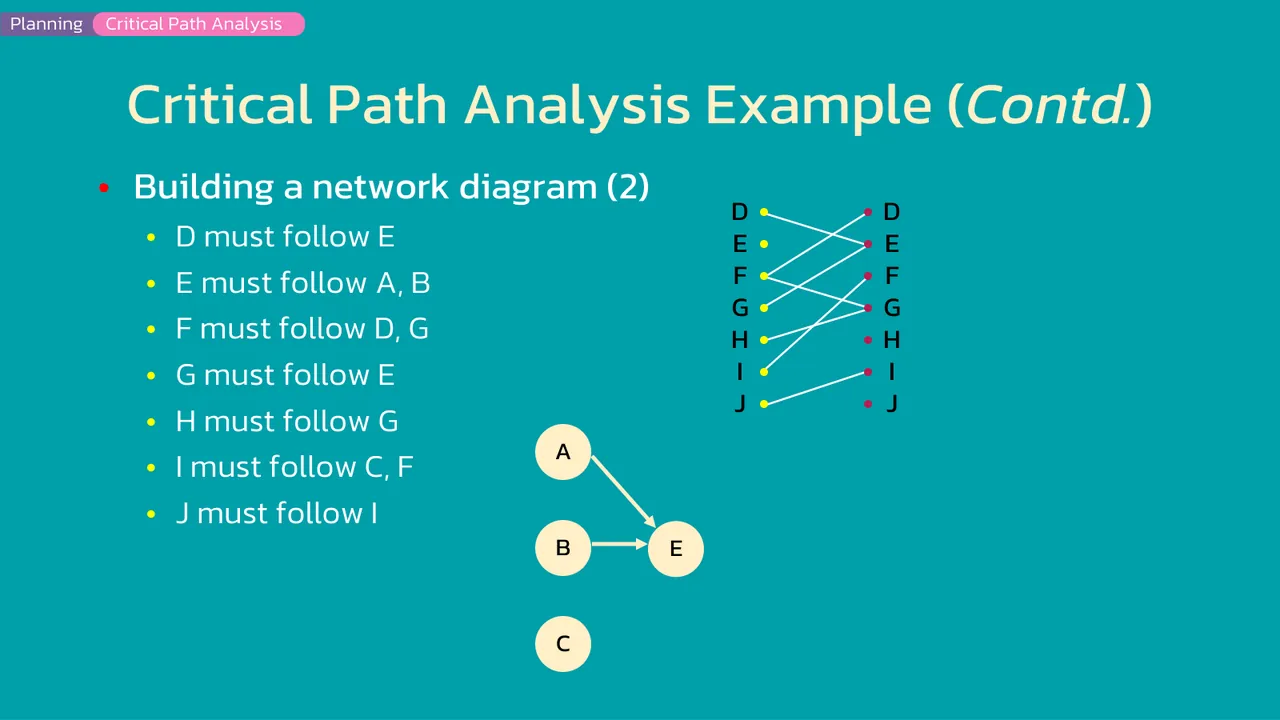 Planning Critical Path Analysis
Critical Path Analysis Example (Contd.)
• Building a network diagram (2)
• D must follow E
• E must follow A, B
• F must follow D, G
• G must follow E
• H must follow G
• I must follow C, F
• J must follow I
D D
E E
F F
G G
H H
I I
J J
A
B E
C